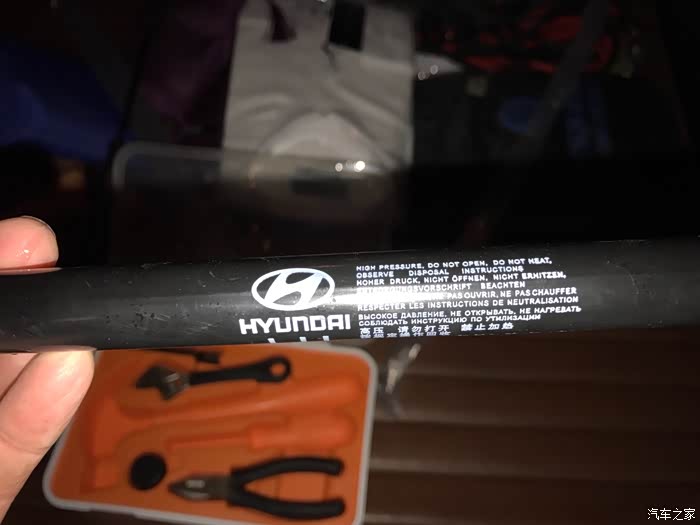 HYUNDAI
HIGH PRESSURE, DO NOT OPEN, DO NOT HEAT,
OBSERVE DISPOSAL INSTRUCTIONS
HOHER DRUCK, NICHT ÖFFNEN, NICHT ERHITZEN,
ENTSORGUNGSVORSCHRIFT BEACHTEN
PAS OUVRIR, NE PAS CHAUFFER
RESPECTER LES INSTRUCTIONS DE NEUTRALISATION
ВЫСОКОЕ ДАВЛЕНИЕ, НЕ ОТКРЫВАТЬ, НЕ НАГРЕВАТЬ
СОБЛЮДАТЬ ИНСТРУКЦИЮ ПО УТИЛИЗАЦИИ
高压 请勿打开 禁止加热
汽车之家